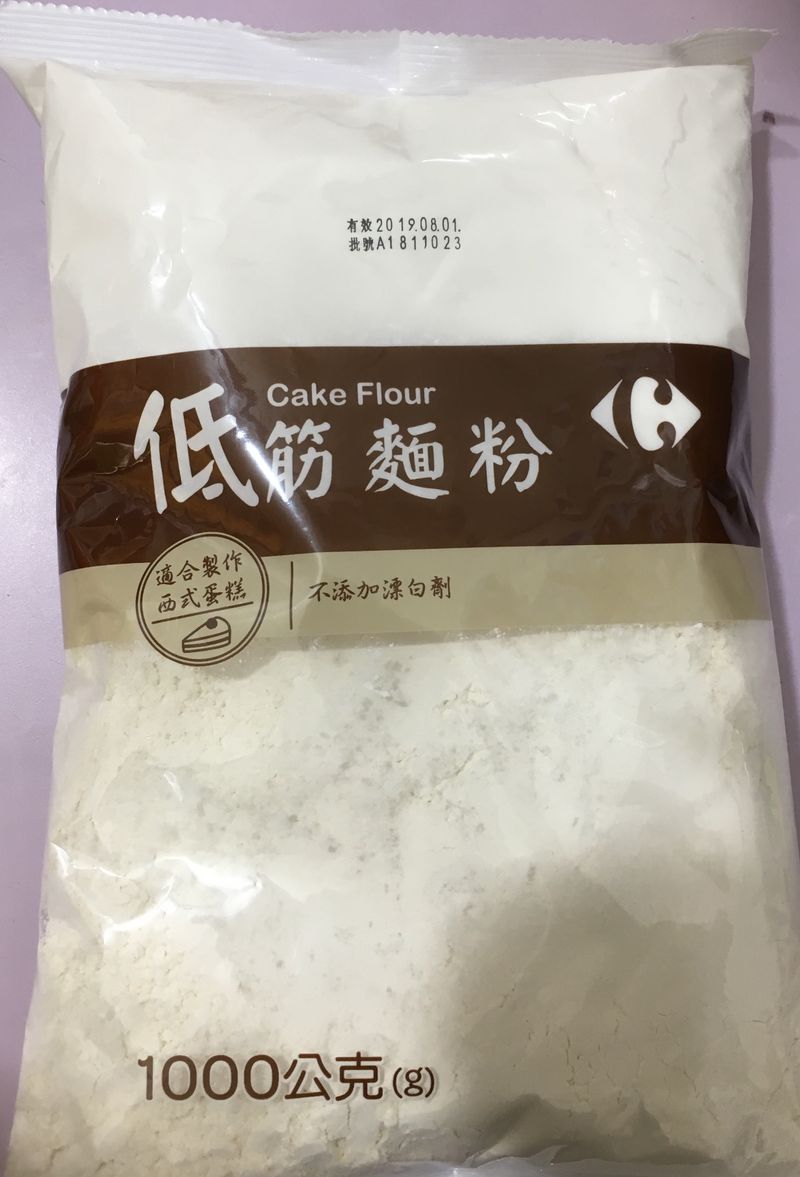 有效2019.08.01.
批號A1811023
Cake Flour
低筋麵粉
適合製作
西式蛋糕
不添加漂白劑
1000公克(g)